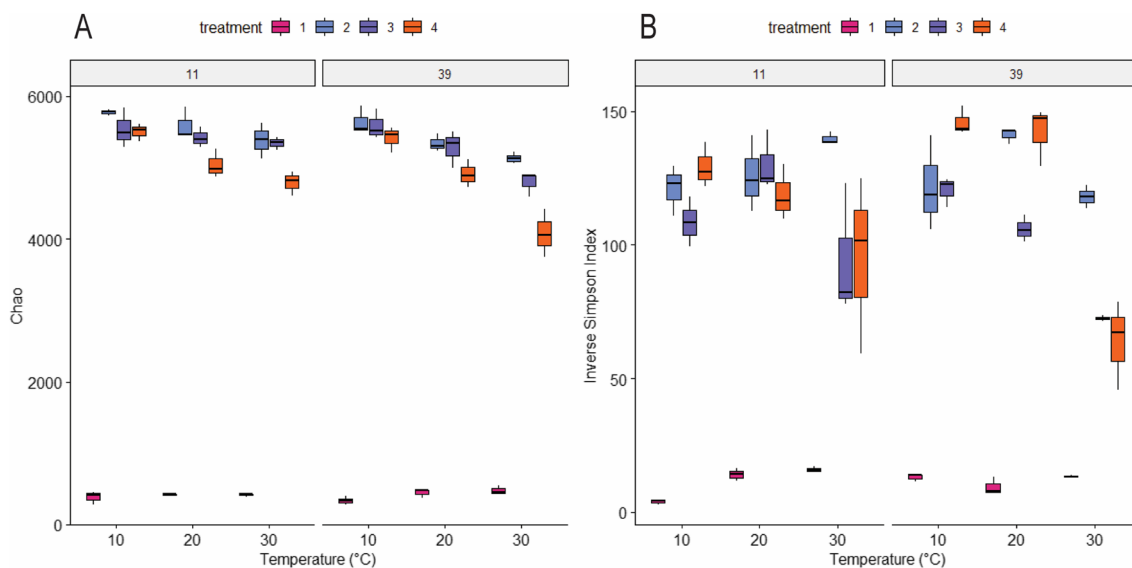 A
treatment 1 2 3 4
11 39
6000
4000
2000
0
Chao
10 20 30 10 20 30
Temperature (°C)
B
treatment 1 2 3 4
11 39
150
100
50
0
Inverse Simpson Index
10 20 30 10 20 30
Temperature (°C)